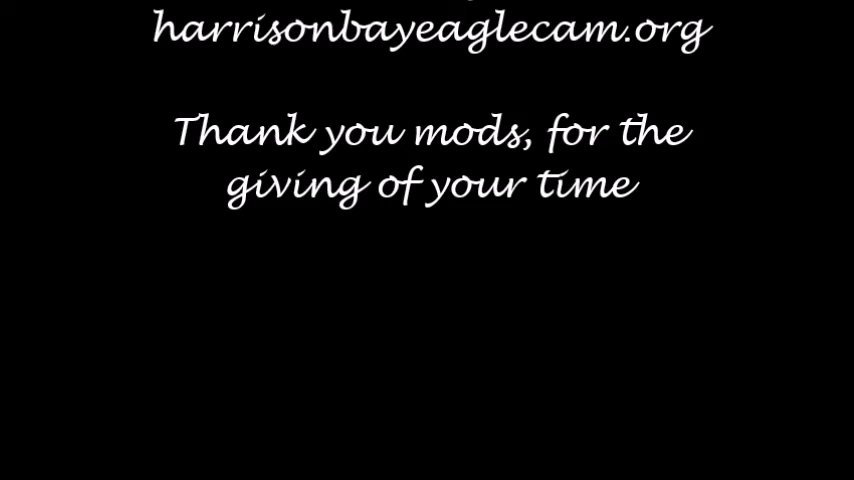 harrisonbayeaglecam.org
Thank you mods, for the
giving of your time